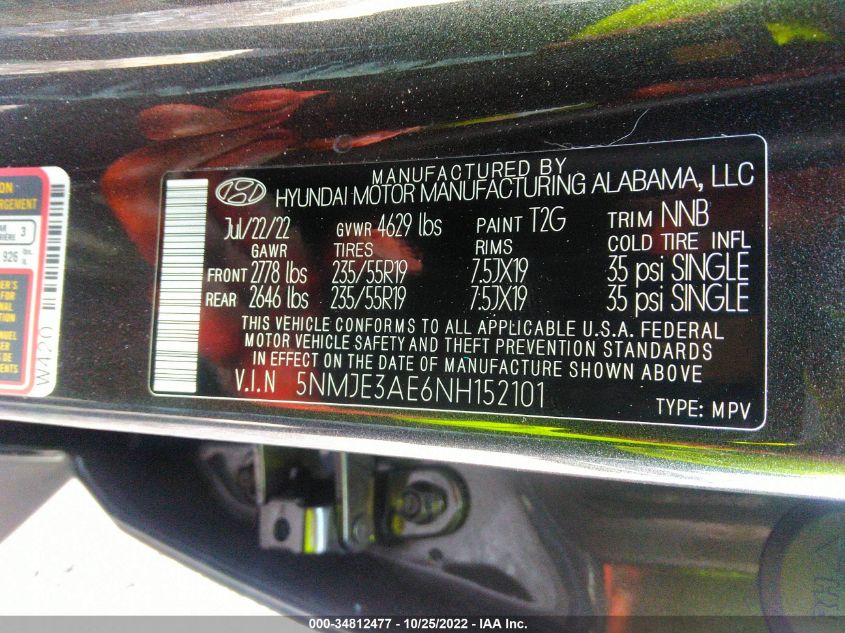 MANUFACTURED BY
HYUNDAI MOTOR MANUFACTURING ALABAMA, LLC
Jul/22/22 GVWR 4629 lbs PAINT T2G TRIM NNB
GAWR TIRES RIMS COLD TIRE INFL
FRONT 2778 lbs 235/55R19 7.5JX19 35 psi SINGLE
REAR 2646 lbs 235/55R19 7.5JX19 35 psi SINGLE
THIS VEHICLE CONFORMS TO ALL APPLICABLE U.S.A. FEDERAL
MOTOR VEHICLE SAFETY AND THEFT PREVENTION STANDARDS
IN EFFECT ON THE DATE OF MANUFACTURE SHOWN ABOVE
V.I.N 5NMJE3AE6NH152101
TYPE: MPV
3
926 lbs.
W420
000-34812477 - 10/25/2022 - IAA Inc.